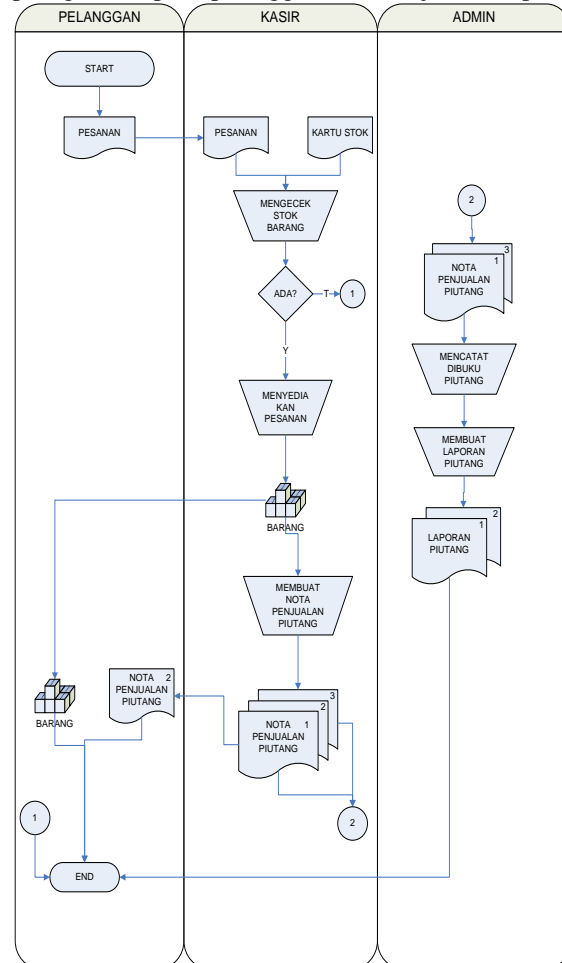 PELANGGAN
KASIR
ADMIN
START
PESANAN
PESANAN
KARTU STOK
MENGECEK
STOK
BARANG
ADA?
T
1
Y
MENYEDIA
KAN
PESANAN
BARANG
MEMBUAT
NOTA
PENJUALAN
PIUTANG
3
2
NOTA 1
PENJUALAN
PIUTANG
2
NOTA 2
PENJUALAN
PIUTANG
BARANG
1
END
2
3
1
NOTA
PENJUALAN
PIUTANG
MENCATAT
DIBUKU
PIUTANG
MEMBUAT
LAPORAN
PIUTANG
2
1
LAPORAN
PIUTANG